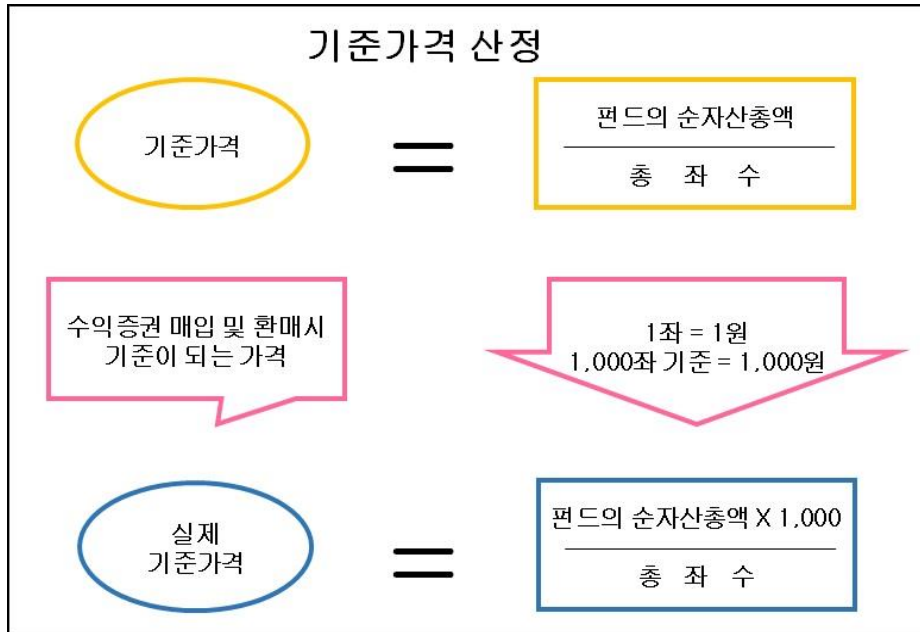 기준가격 산정
기준가격
=
펀드의 순자산총액
총 좌 수
수익증권 매입 및 환매시
기준이 되는 가격
1좌 = 1원
1,000좌 기준 = 1,000원
실제
기준가격
=
펀드의 순자산총액 X 1,000
총 좌 수